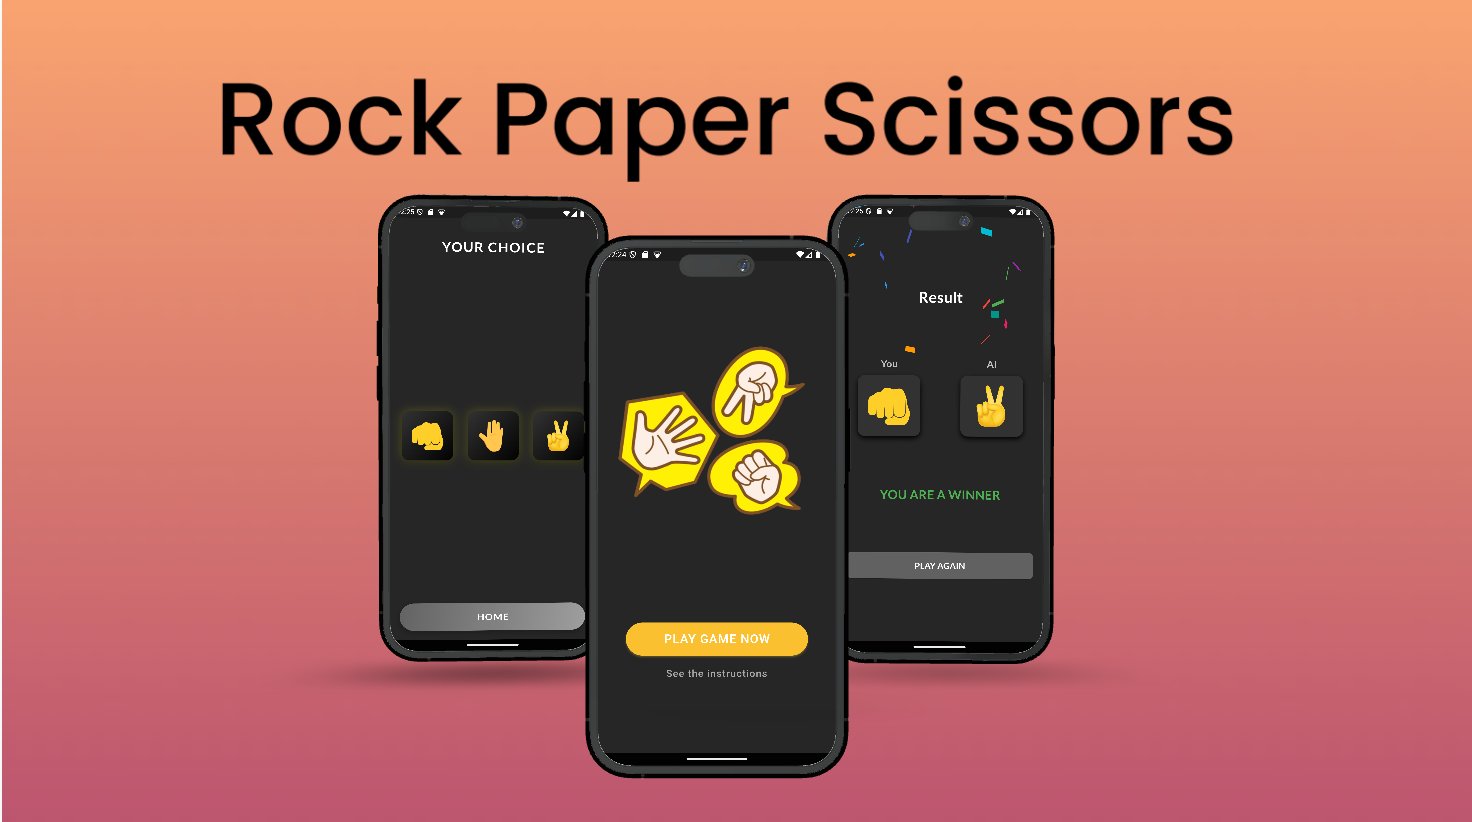 Rock Paper Scissors
YOUR CHOICE
HOME
PLAY GAME NOW
See the instructions
Result
You
AI
YOU ARE A WINNER
PLAY AGAIN